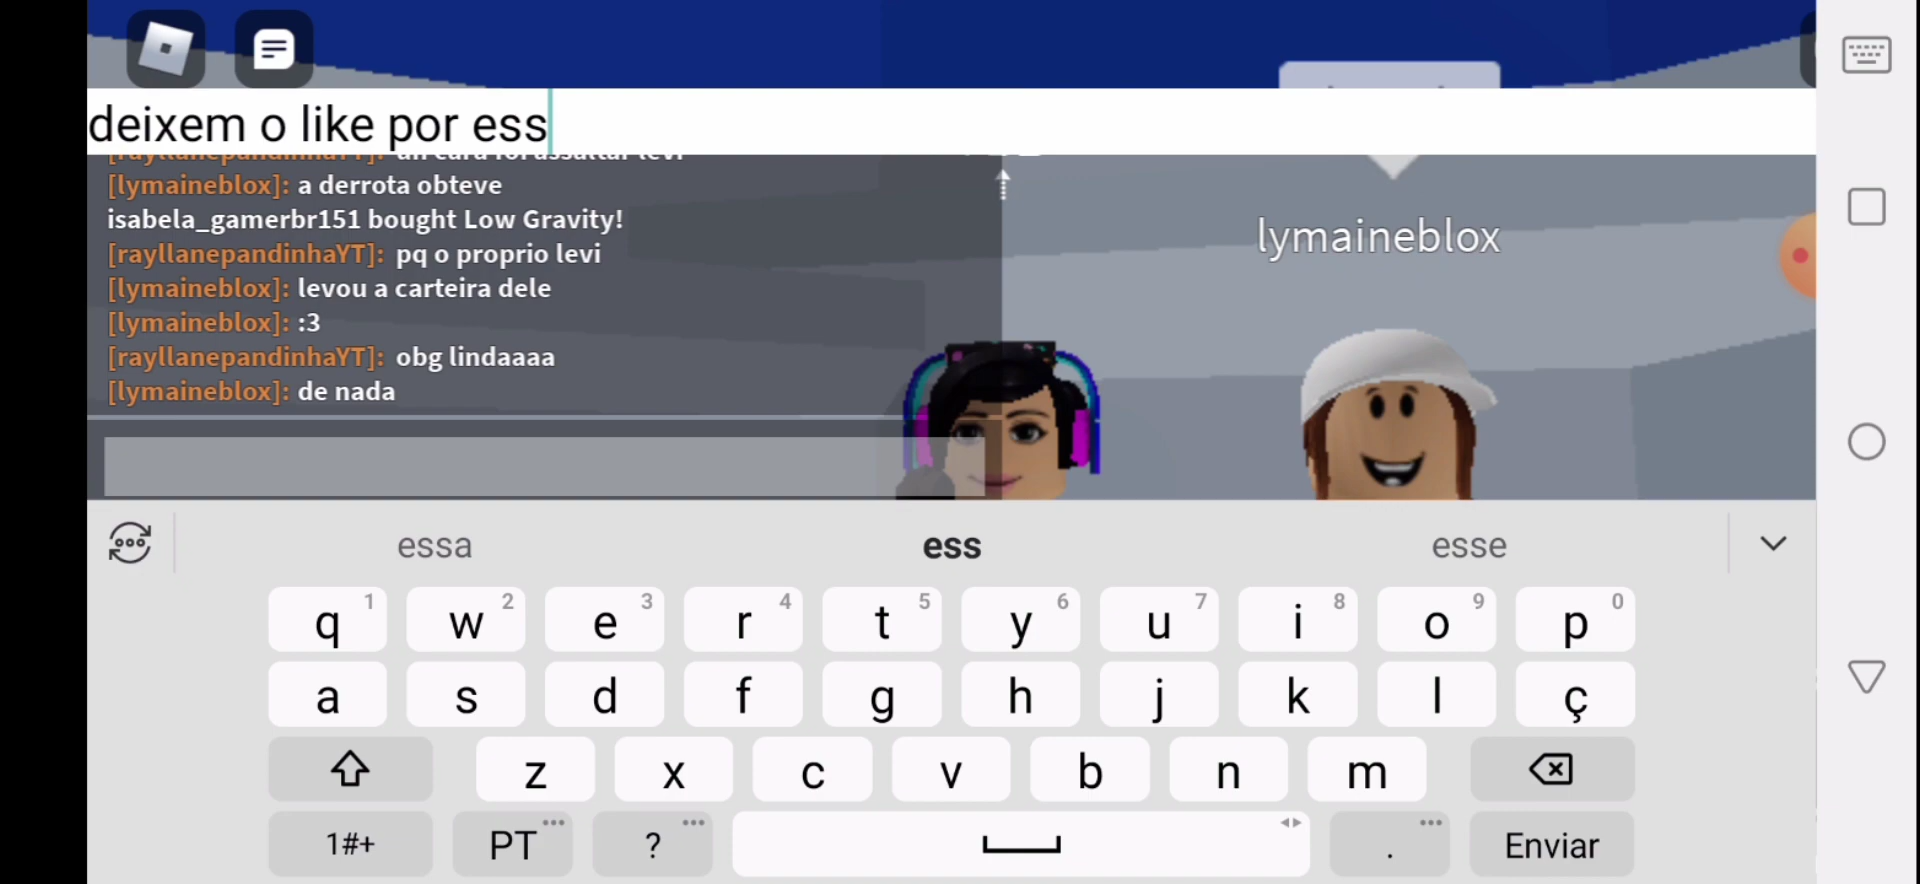 deixem o like por ess
[lymaineblox]: a derrota obteve
isabela_gamerbr151 bought Low Gravity!
[rayllanepandinhaYT]: pq o proprio levi
[lymaineblox]: levou a carteira dele
[lymaineblox]: :3
[rayllanepandinhaYT]: obg lindaaaa
[lymaineblox]: de nada
lymaineblox
essa ess esse
q 1 w 2 e 3 r 4 t 5 y 6 u 7 i 8 o 9 p 0
a s d f g h j k l ç
z x c v b n m
1#+ PT ? . Enviar